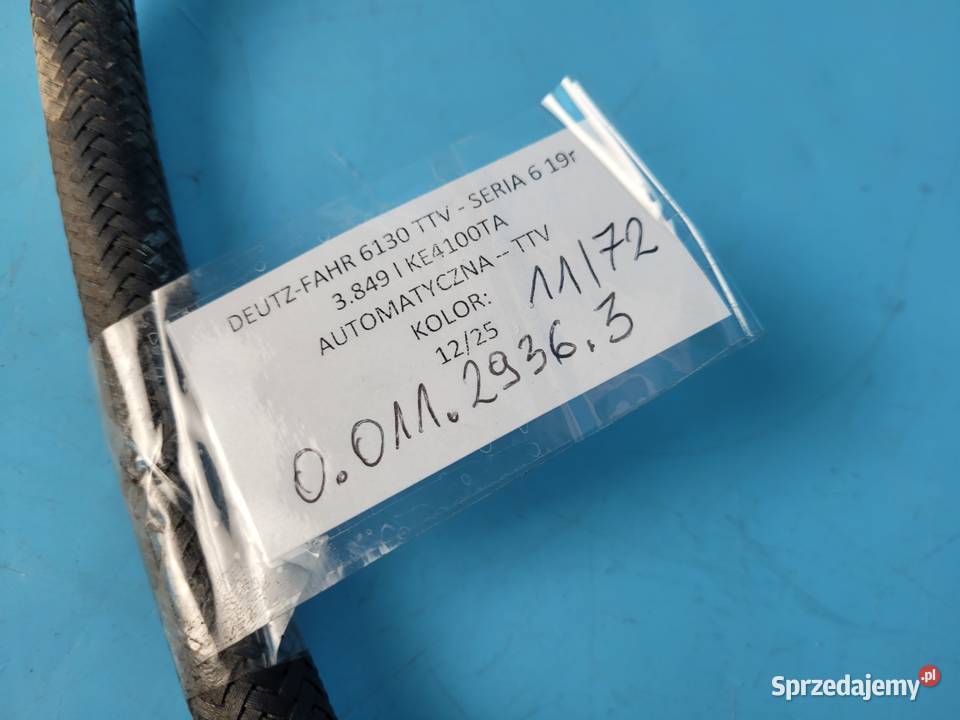 DEUTZ-FAHR 6130 TTV - SERIA 6 19r
3.849 l KE4100TA
AUTOMATYCZNA -- TTV
KOLOR:
11/72
12/25
0.011.2936.3
Sprzedajemy.pl